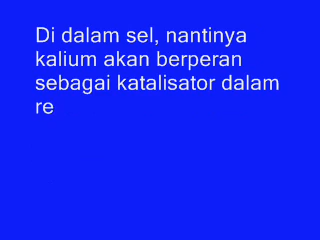 Di dalam sel, nantinya
kalium akan berperan
sebagai katalisator dalam
re